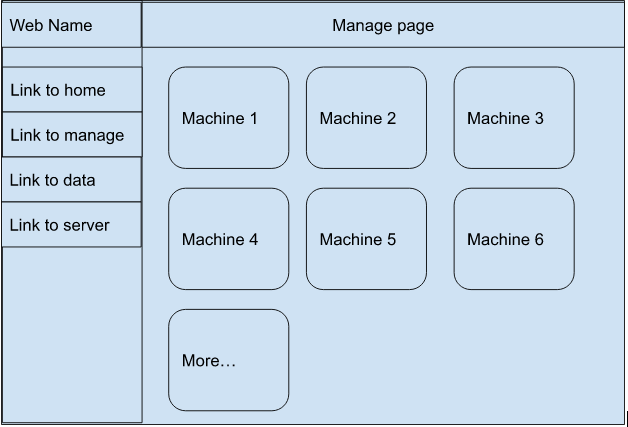 Web Name
Manage page
Link to home
Link to manage
Link to data
Link to server
Machine 1
Machine 2
Machine 3
Machine 4
Machine 5
Machine 6
More…